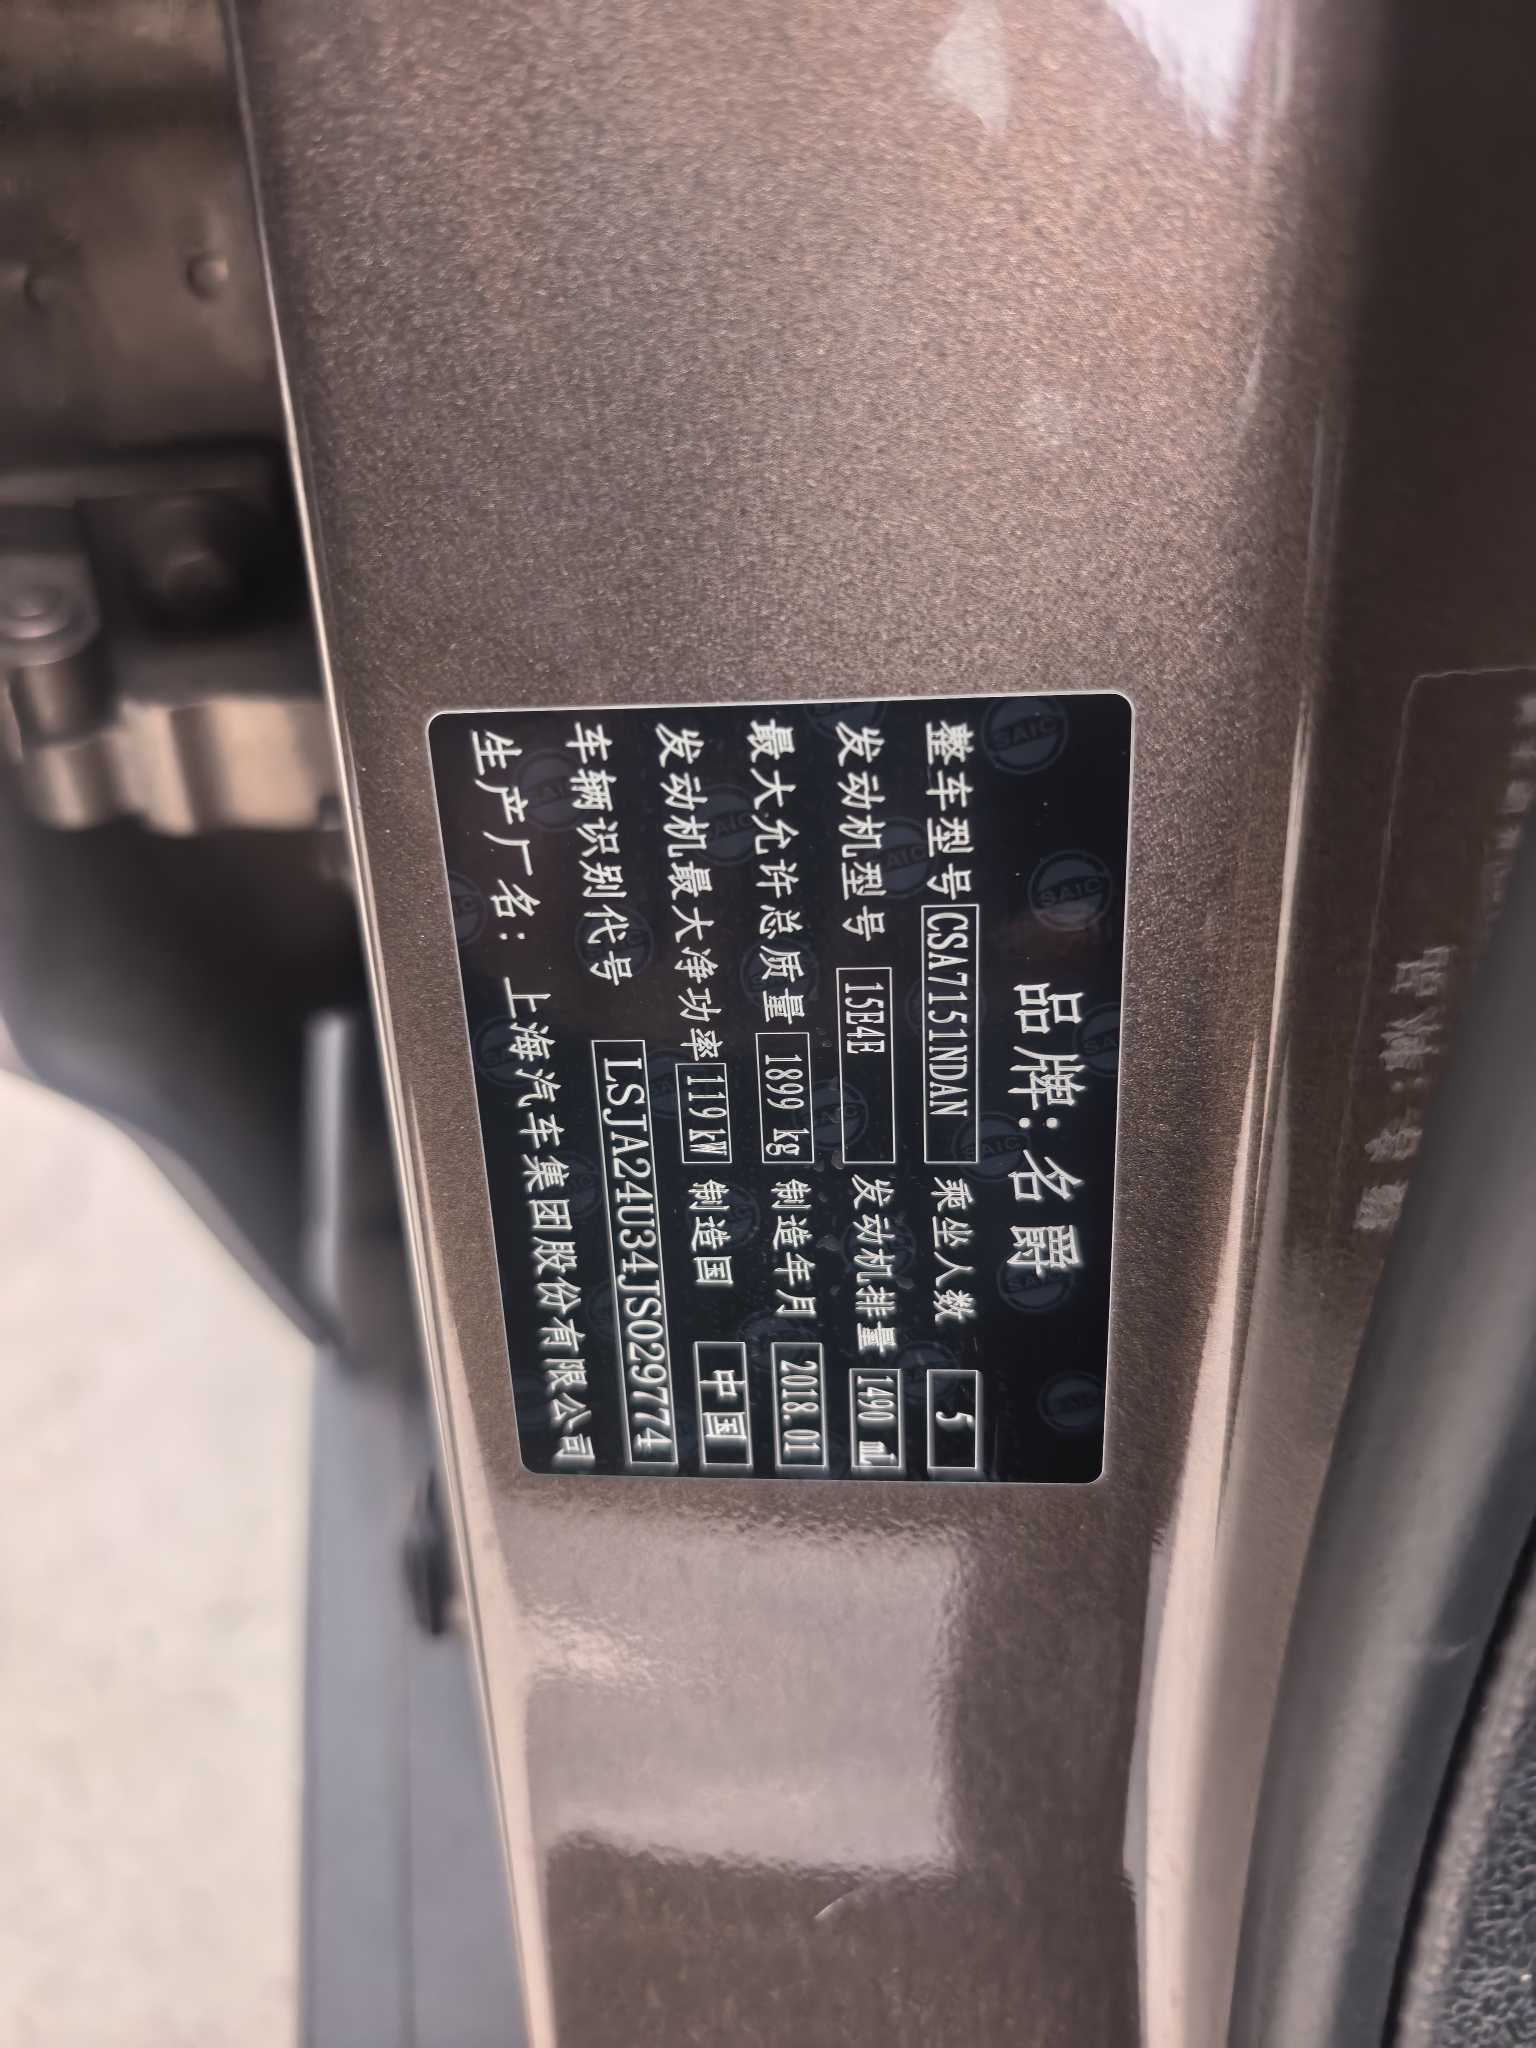 品牌: 名爵
整车型号 CSA7151NDAN 乘坐人数 5
发动机型号 15E4E 发动机排量 1490 mL
最大允许总质量 1899 kg 制造年月 2018.01
发动机最大净功率 119 kW 制造国 中国
车辆识别代号 LSJA24U34JS029774
生产厂名: 上海汽车集团股份有限公司
SAIC